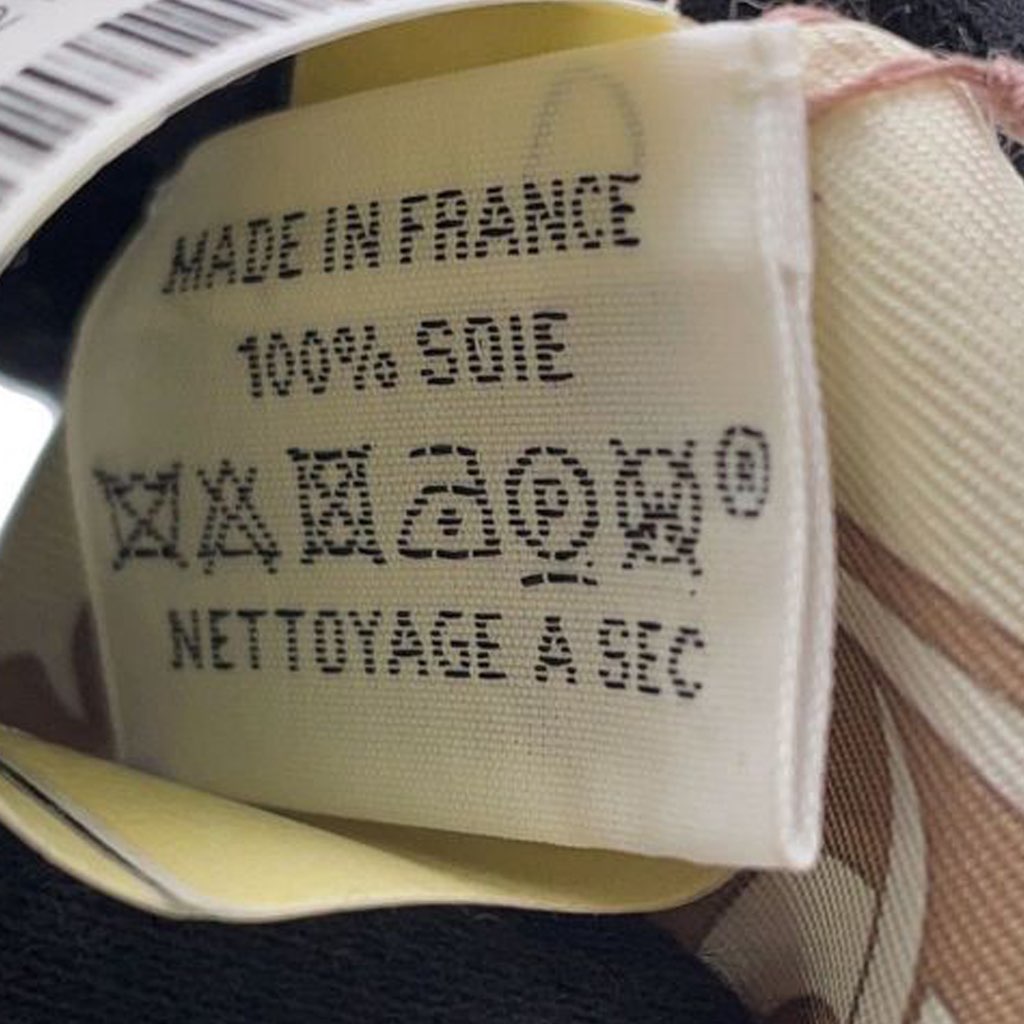 MADE IN FRANCE
100% SOIE
P W ®
NETTOYAGE A SEC